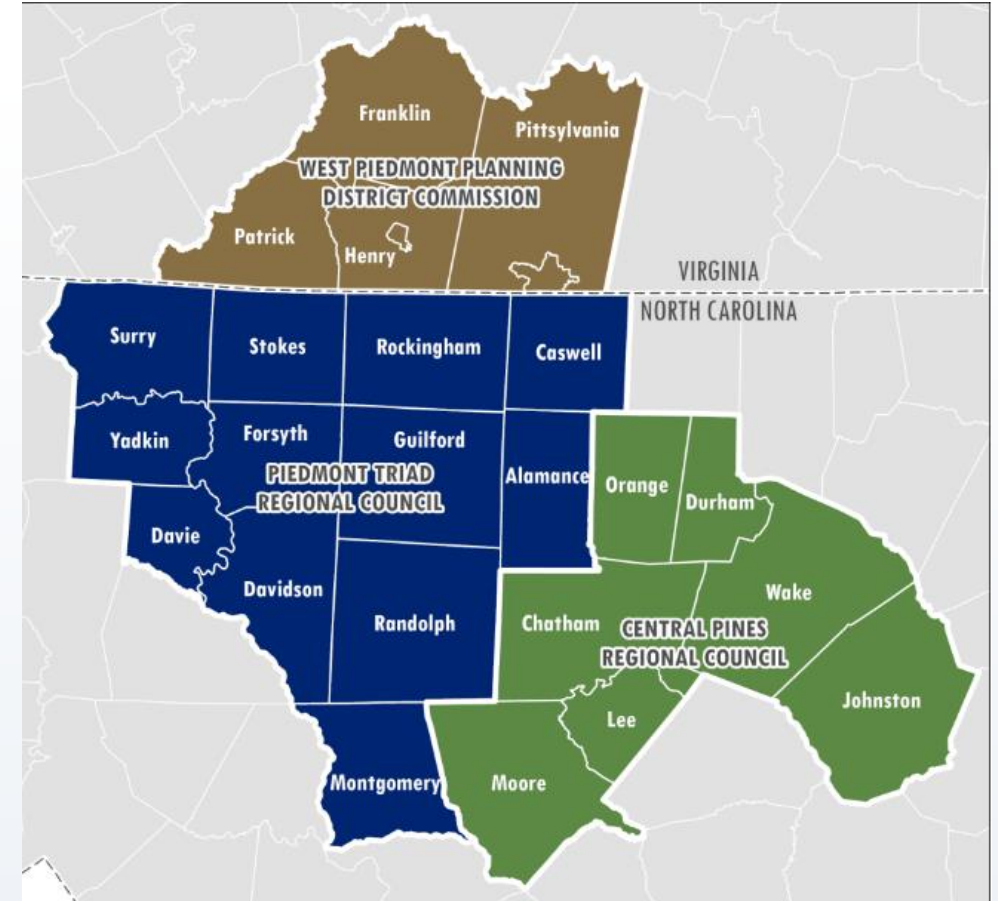 Franklin
Pittsylvania
WEST PIEDMONT PLANNING
DISTRICT COMMISSION
Patrick
Henry
VIRGINIA
NORTH CAROLINA
Surry
Stokes
Rockingham
Caswell
Yadkin
Forsyth
Guilford
Alamance
PIEDMONT TRIAD
REGIONAL COUNCIL
Orange
Durham
Davie
Davidson
Randolph
Wake
Chatham
CENTRAL PINES
REGIONAL COUNCIL
Johnston
Lee
Montgomery
Moore